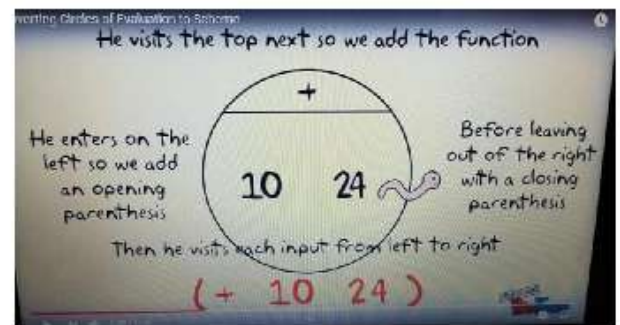 verting Circles of Evaluation to Scheme
He visits the top next so we add the function
+
He enters on the
left so we add
an opening
parenthesis
10 24
Before leaving
out of the right
with a closing
parenthesis
Then he visits each input from left to right
(+ 10 24 )